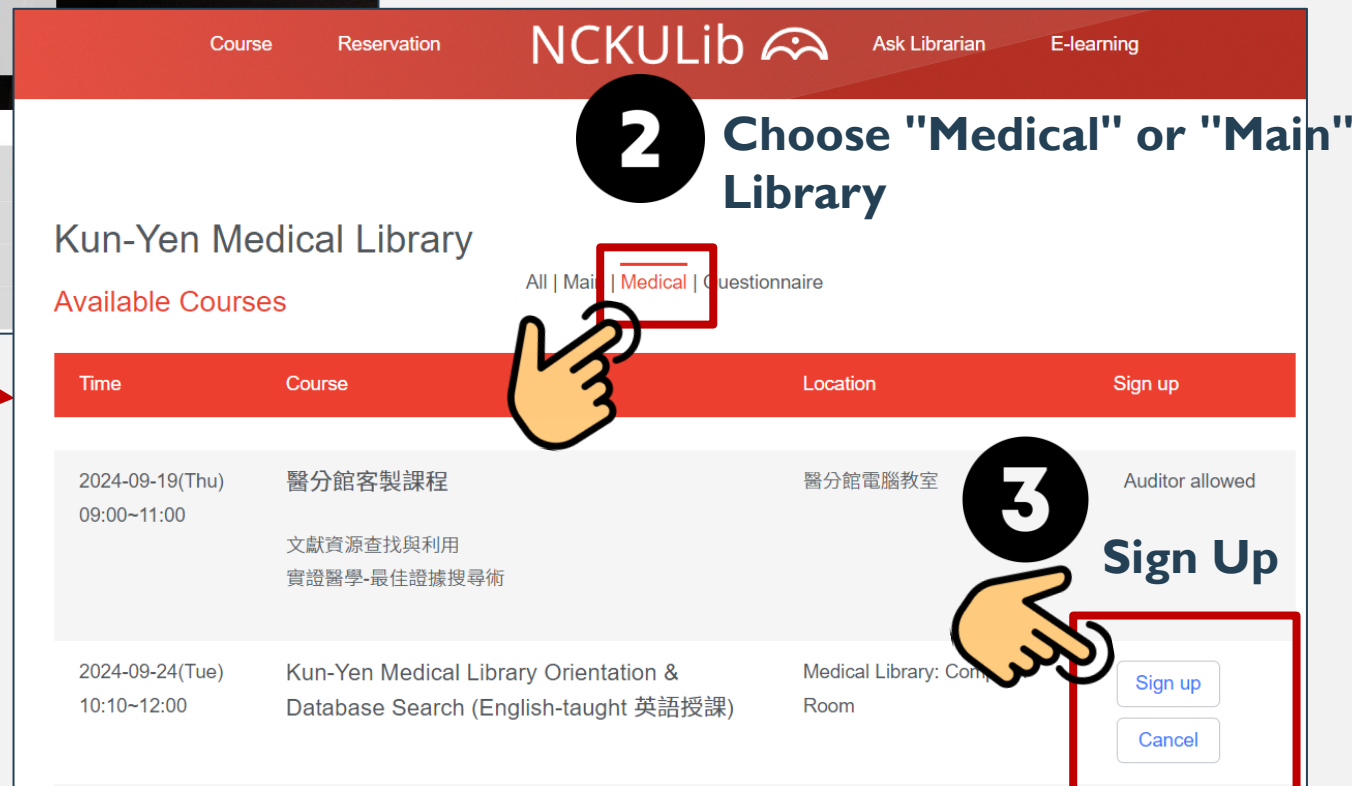 Course Reservation NCKULib Ask Librarian E-learning
2 Choose "Medical" or "Main"
Library
Kun-Yen Medical Library
All | Main | Medical | Questionnaire
Available Courses
Time Course Location Sign up
2024-09-19(Thu) 醫分館客製課程 醫分館電腦教室 3 Auditor allowed
09:00~11:00
文獻資源查找與利用
Sign Up
實證醫學-最佳證據搜尋術
2024-09-24(Tue) Kun-Yen Medical Library Orientation & Medical Library:
Sign up
10:10~12:00 Database Search (English-taught 英語授課) Room
Cancel